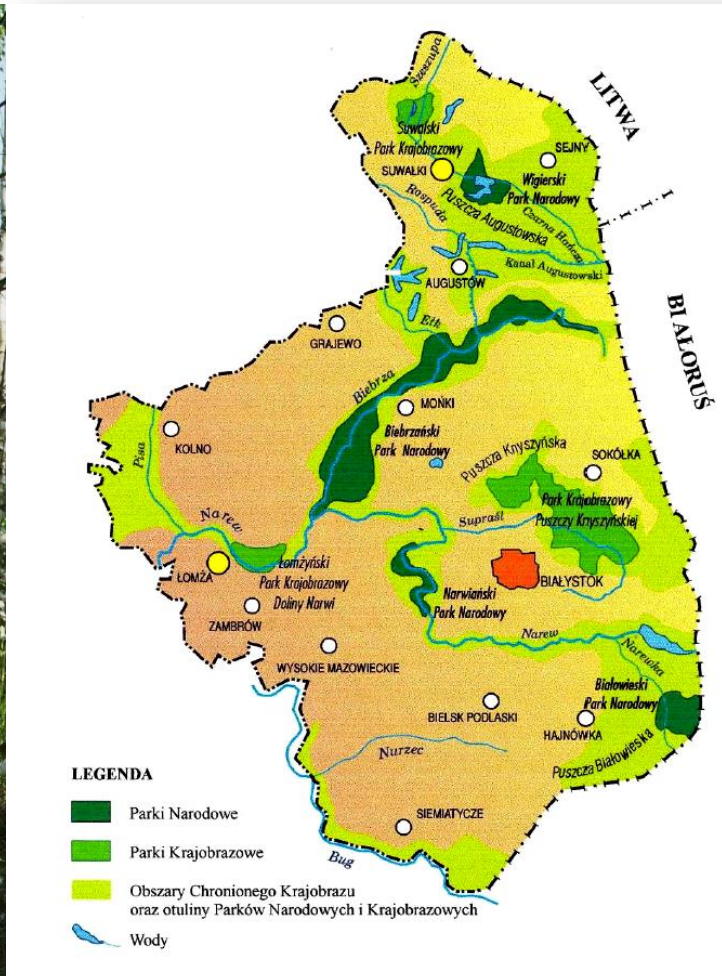 Szeszupa
LITWA
Suwalski
Park Krajobrazowy
SEJNY
SUWAŁKI
Wigierski
Park Narodowy
Rospuda
Puszcza Augustowska
Czarna Hańcza
Kanał Augustowski
AUGUSTÓW
BIAŁORUŚ
Ełk
GRAJEWO
Biebrza
MOŃKI
KOLNO
Biebrzański
Park Narodowy
Pisa
Puszcza Knyszyńska
SOKÓŁKA
Park Krajobrazowy
Puszczy Knyszyńskiej
Narew
Supraśl
ŁOMŻA
Łomżyński
Park Krajobrazowy
Doliny Narwi
BIAŁYSTOK
Narwiański
Park Narodowy
ZAMBRÓW
Narew
Narewka
WYSOKIE MAZOWIECKIE
Białowieski
Park Narodowy
BIELSK PODLASKI
HAJNÓWKA
Nurzec
Puszcza Białowieska
LEGENDA
Parki Narodowe
SIEMIATYCZE
Parki Krajobrazowe
Bug
Obszary Chronionego Krajobrazu
oraz otuliny Parków Narodowych i Krajobrazowych
Wody